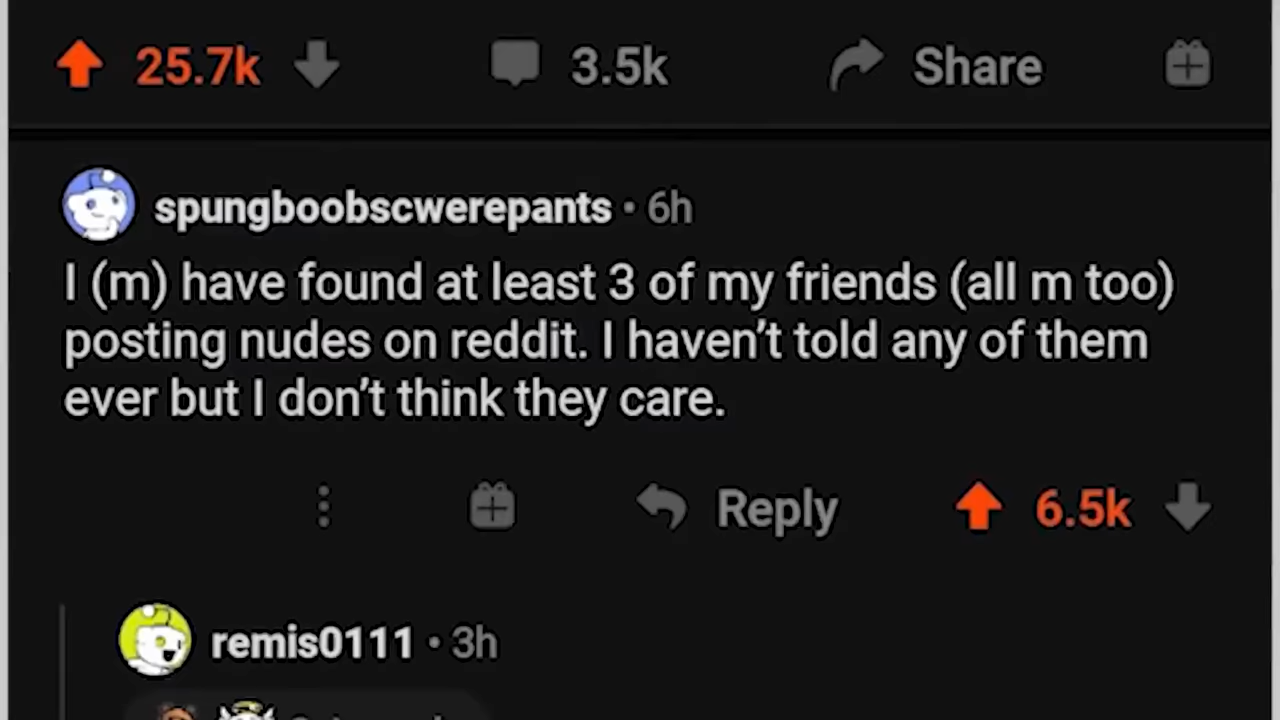 25.7k 3.5k Share
spungboobscwerepants • 6h
I (m) have found at least 3 of my friends (all m too)
posting nudes on reddit. I haven't told any of them
ever but I don't think they care.
Reply 6.5k
remis0111 • 3h